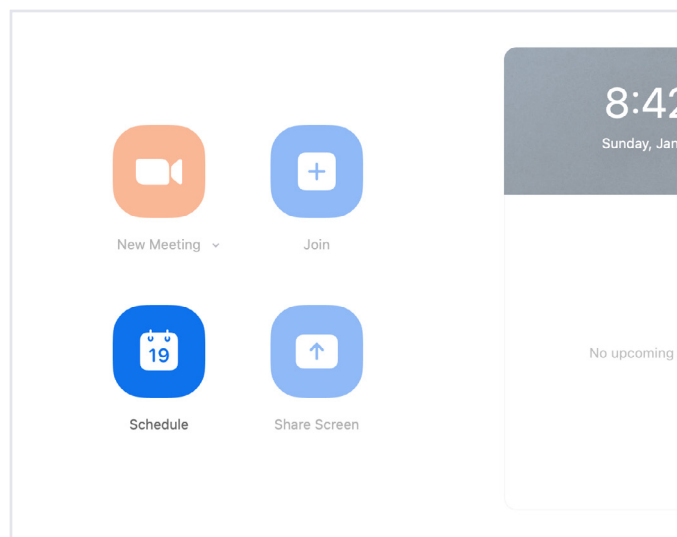 8:42
Sunday, Jan
New Meeting
Join
19
Schedule
Share Screen
No upcoming